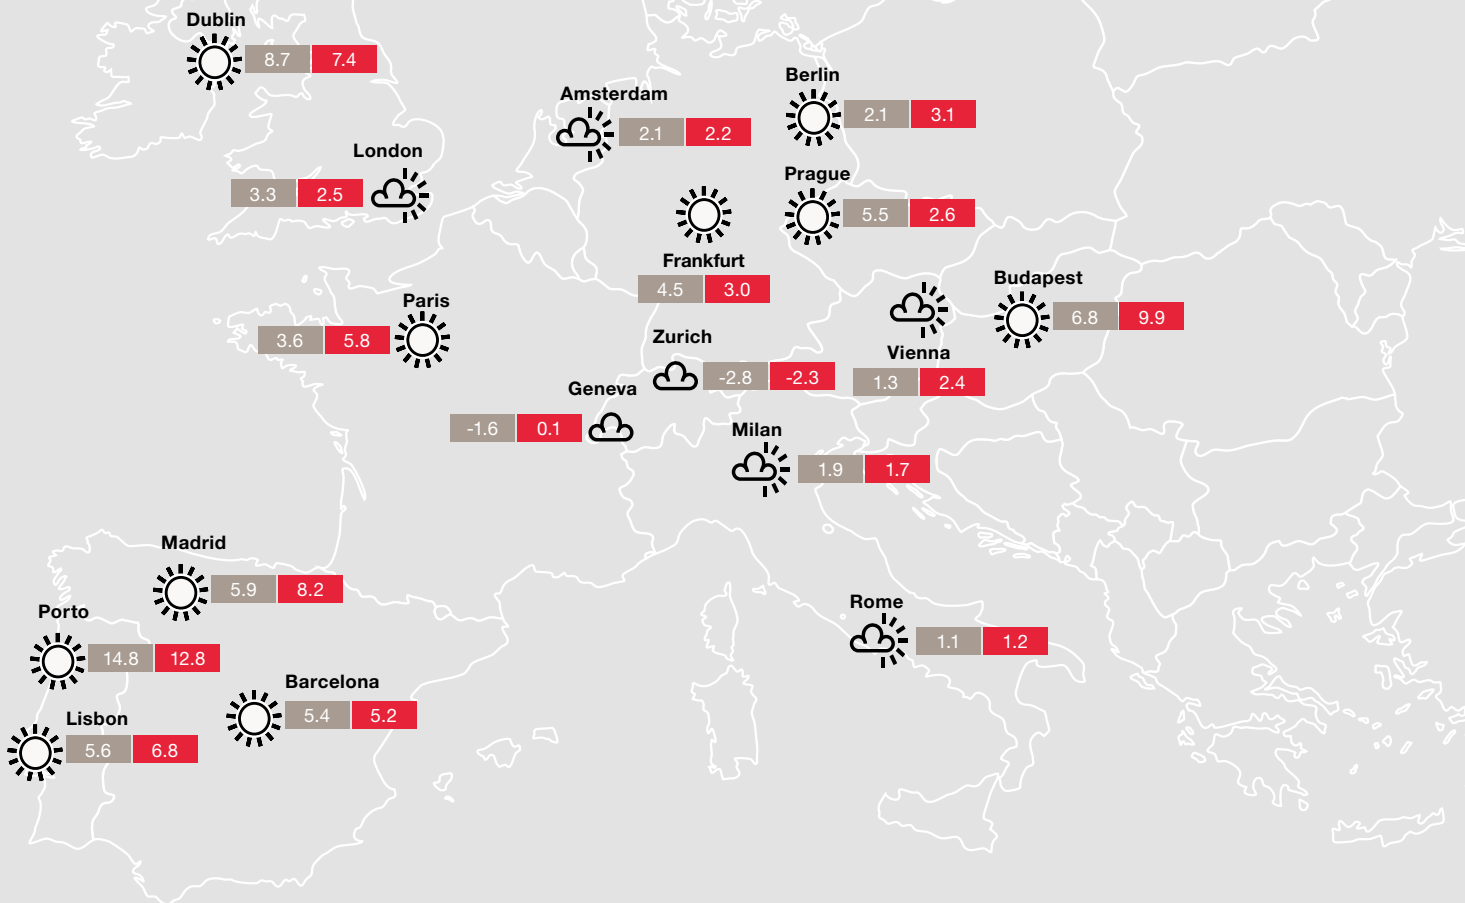 Dublin
8.7 7.4
Berlin
Amsterdam
2.1 3.1
2.1 2.2
London
3.3 2.5
Prague
5.5 2.6
Frankfurt
4.5 3.0
Budapest
6.8 9.9
Paris
3.6 5.8
Zurich
-2.8 -2.3
Vienna
1.3 2.4
Geneva
-1.6 0.1
Milan
1.9 1.7
Madrid
5.9 8.2
Porto
14.8 12.8
Rome
1.1 1.2
Barcelona
5.4 5.2
Lisbon
5.6 6.8